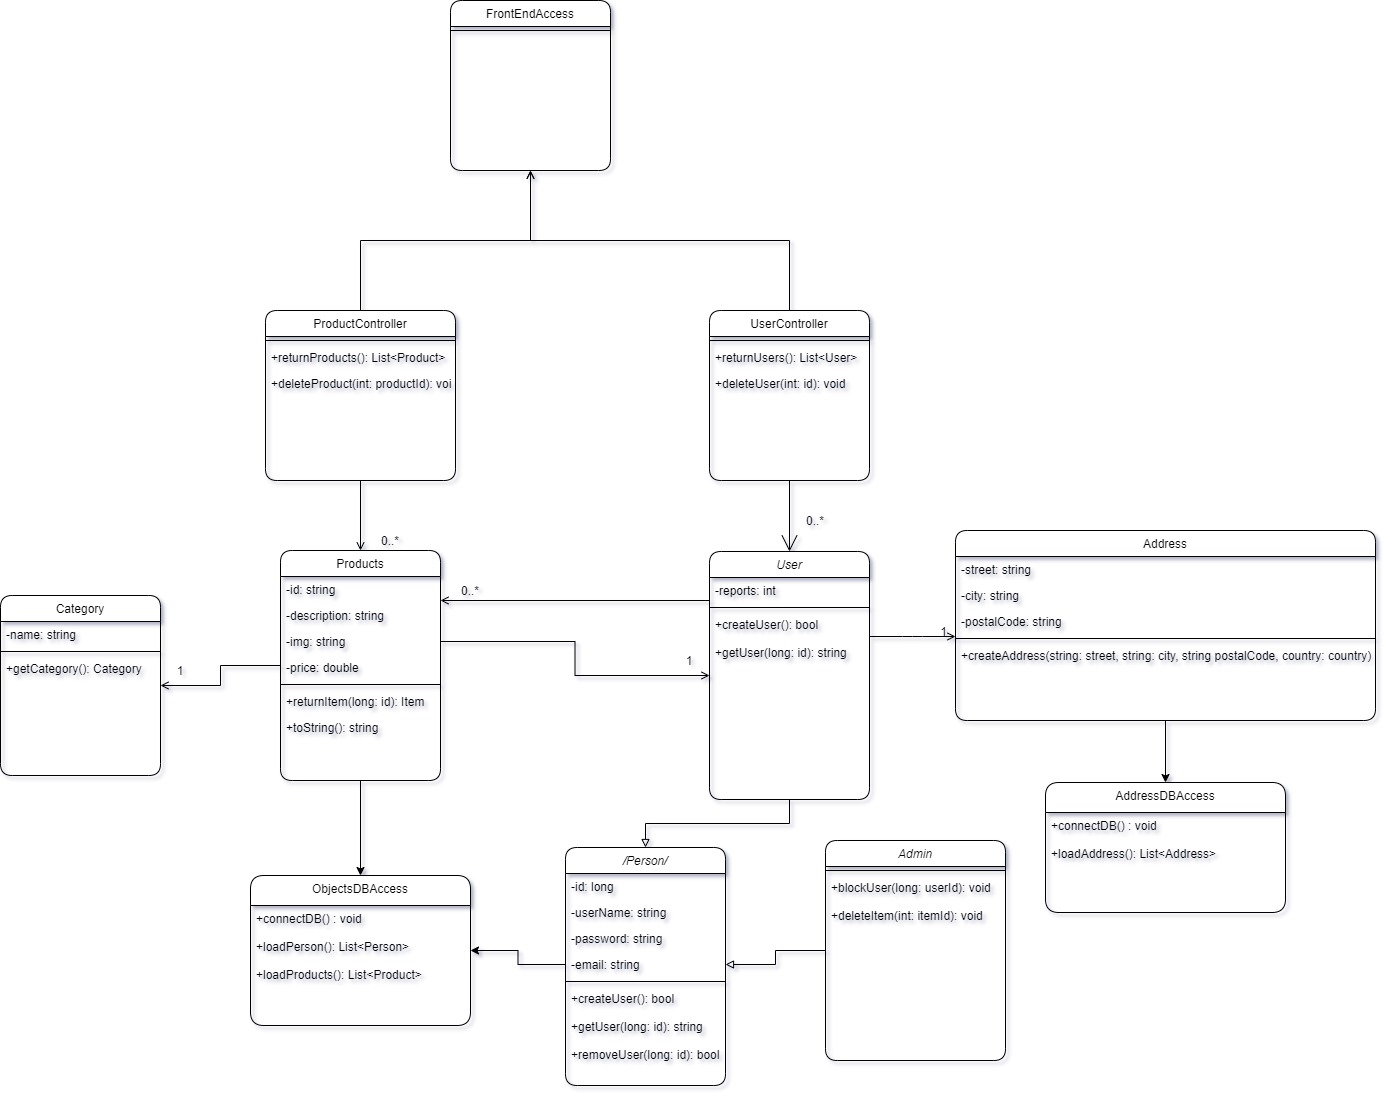 FrontEndAccess
ProductController
+returnProducts(): List<Product>
+deleteProduct(int: productId): voi
UserController
+returnUsers(): List<User>
+deleteUser(int: id): void
0..*
0..*
Products
-id: string
-description: string
-img: string
-price: double
+returnItem(long: id): Item
+toString(): string
User
-reports: int
+createUser(): bool
+getUser(long: id): string
Address
-street: string
-city: string
-postalCode: string
+createAddress(string: street, string: city, string postalCode, country: country)
Category
-name: string
+getCategory(): Category
0..*
1
1
1
AddressDBAccess
+connectDB() : void
+loadAddress(): List<Address>
ObjectsDBAccess
+connectDB() : void
+loadPerson(): List<Person>
+loadProducts(): List<Product>
/Person/
-id: long
-userName: string
-password: string
-email: string
+createUser(): bool
+getUser(long: id): string
+removeUser(long: id): bool
Admin
+blockUser(long: userId): void
+deleteItem(int: itemId): void